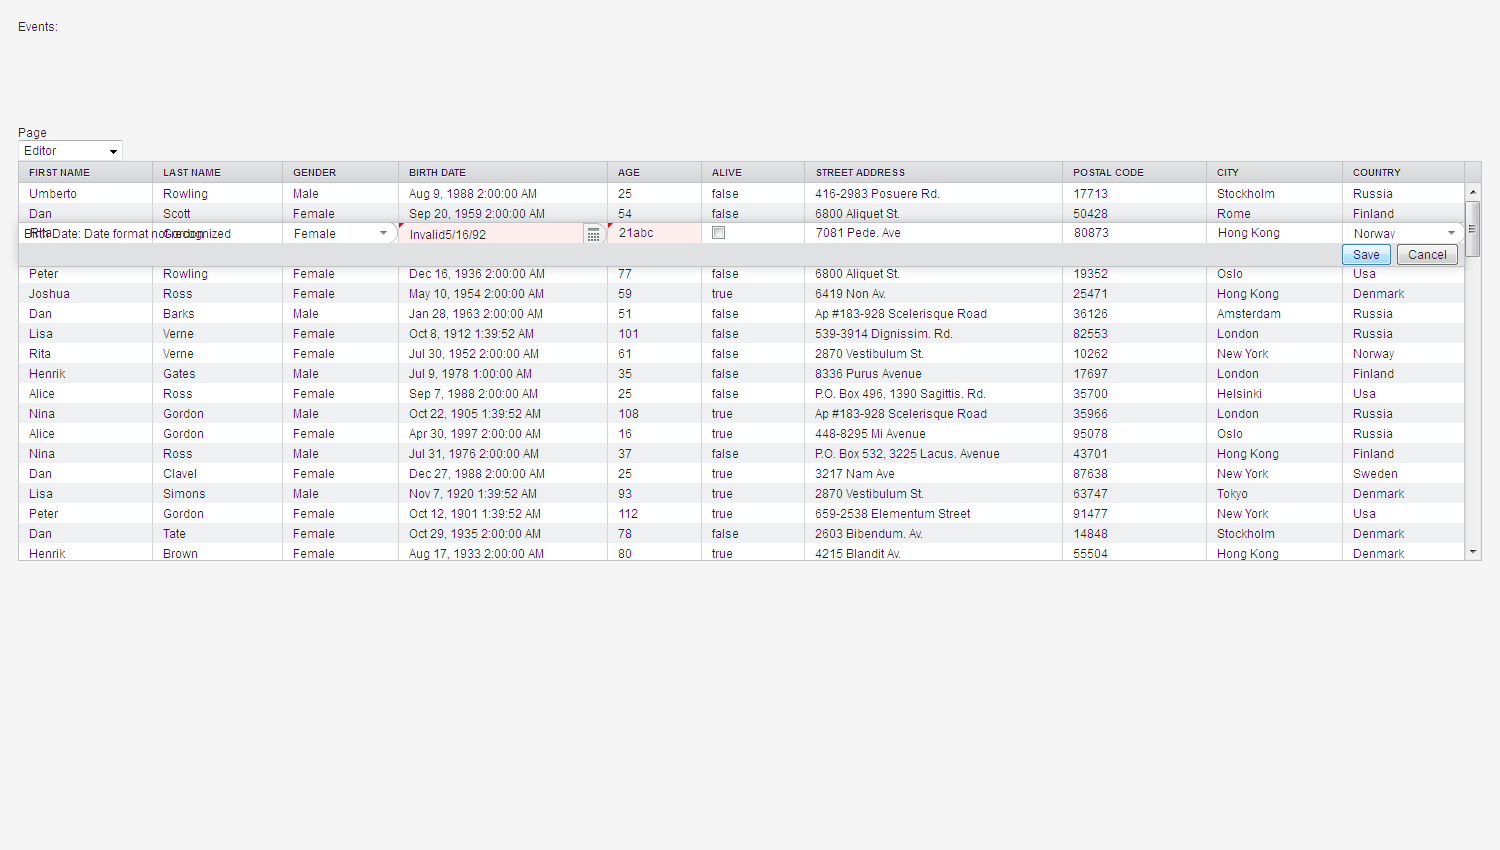 Events:
Page
Editor
FIRST NAME LAST NAME GENDER BIRTH DATE AGE ALIVE STREET ADDRESS POSTAL CODE CITY COUNTRY
Umberto Rowling Male Aug 9, 1988 2:00:00 AM 25 false 416-2983 Posuere Rd. 17713 Stockholm Russia
Dan Scott Female Sep 20, 1959 2:00:00 AM 54 false 6800 Aliquet St. 50428 Rome Finland
Birth Date: Date format not recognized
Rita Gordon Female Invalid5/16/92 21abc 7081 Pede. Ave 80873 Hong Kong Norway
Save Cancel
Peter Rowling Female Dec 16, 1936 2:00:00 AM 77 false 6800 Aliquet St. 19352 Oslo Usa
Joshua Ross Female May 10, 1954 2:00:00 AM 59 true 6419 Non Av. 25471 Hong Kong Denmark
Dan Barks Male Jan 28, 1963 2:00:00 AM 51 false Ap #183-928 Scelerisque Road 36126 Amsterdam Russia
Lisa Verne Female Oct 8, 1912 1:39:52 AM 101 false 539-3914 Dignissim. Rd. 82553 London Russia
Rita Verne Female Jul 30, 1952 2:00:00 AM 61 false 2870 Vestibulum St. 10262 New York Norway
Henrik Gates Male Jul 9, 1978 1:00:00 AM 35 false 8336 Purus Avenue 17697 London Finland
Alice Ross Female Sep 7, 1988 2:00:00 AM 25 false P.O. Box 496, 1390 Sagittis. Rd. 35700 Helsinki Usa
Nina Gordon Male Oct 22, 1905 1:39:52 AM 108 true Ap #183-928 Scelerisque Road 35966 London Russia
Alice Gordon Female Apr 30, 1997 2:00:00 AM 16 true 448-8295 Mi Avenue 95078 Oslo Russia
Nina Ross Male Jul 31, 1976 2:00:00 AM 37 false P.O. Box 532, 3225 Lacus. Avenue 43701 Hong Kong Finland
Dan Clavel Female Dec 27, 1988 2:00:00 AM 25 true 3217 Nam Ave 87638 New York Sweden
Lisa Simons Male Nov 7, 1920 1:39:52 AM 93 true 2870 Vestibulum St. 63747 Tokyo Denmark
Peter Gordon Female Oct 12, 1901 1:39:52 AM 112 true 659-2538 Elementum Street 91477 New York Usa
Dan Tate Female Oct 29, 1935 2:00:00 AM 78 false 2603 Bibendum. Av. 14848 Stockholm Denmark
Henrik Brown Female Aug 17, 1933 2:00:00 AM 80 true 4215 Blandit Av. 55504 Hong Kong Denmark